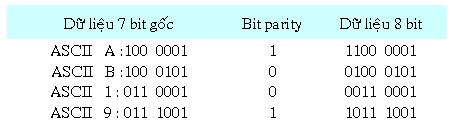 Dữ liệu 7 bit gốc Bit parity Dữ liệu 8 bit
ASCII A : 100 0001 1 1100 0001
ASCII B : 100 0101 0 0100 0101
ASCII 1 : 011 0001 0 0011 0001
ASCII 9 : 011 1001 1 1011 1001